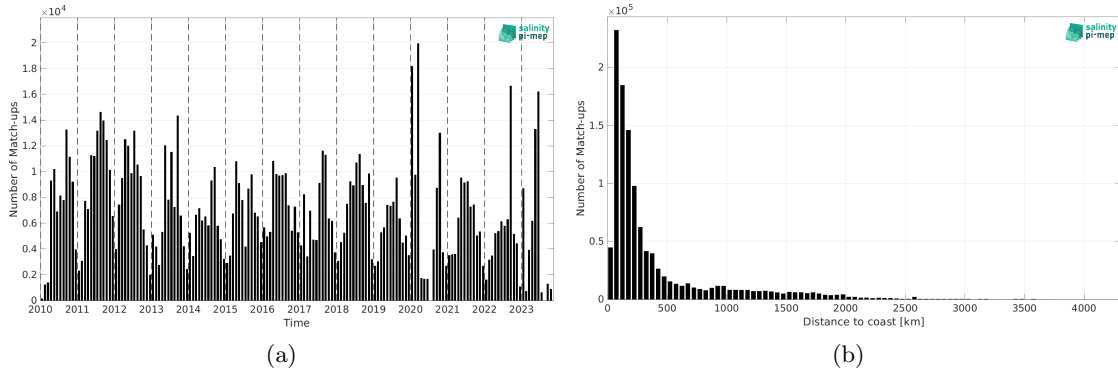 ×10⁴
salinity
pi-mep
2
1.8
1.6
1.4
1.2
1
0.8
0.6
0.4
0.2
0
Number of Match-ups
2010 2011 2012 2013 2014 2015 2016 2017 2018 2019 2020 2021 2022 2023
Time
(a)
×10⁵
salinity
pi-mep
2
1.5
1
0.5
0
Number of Match-ups
0 500 1000 1500 2000 2500 3000 3500 4000
Distance to coast [km]
(b)